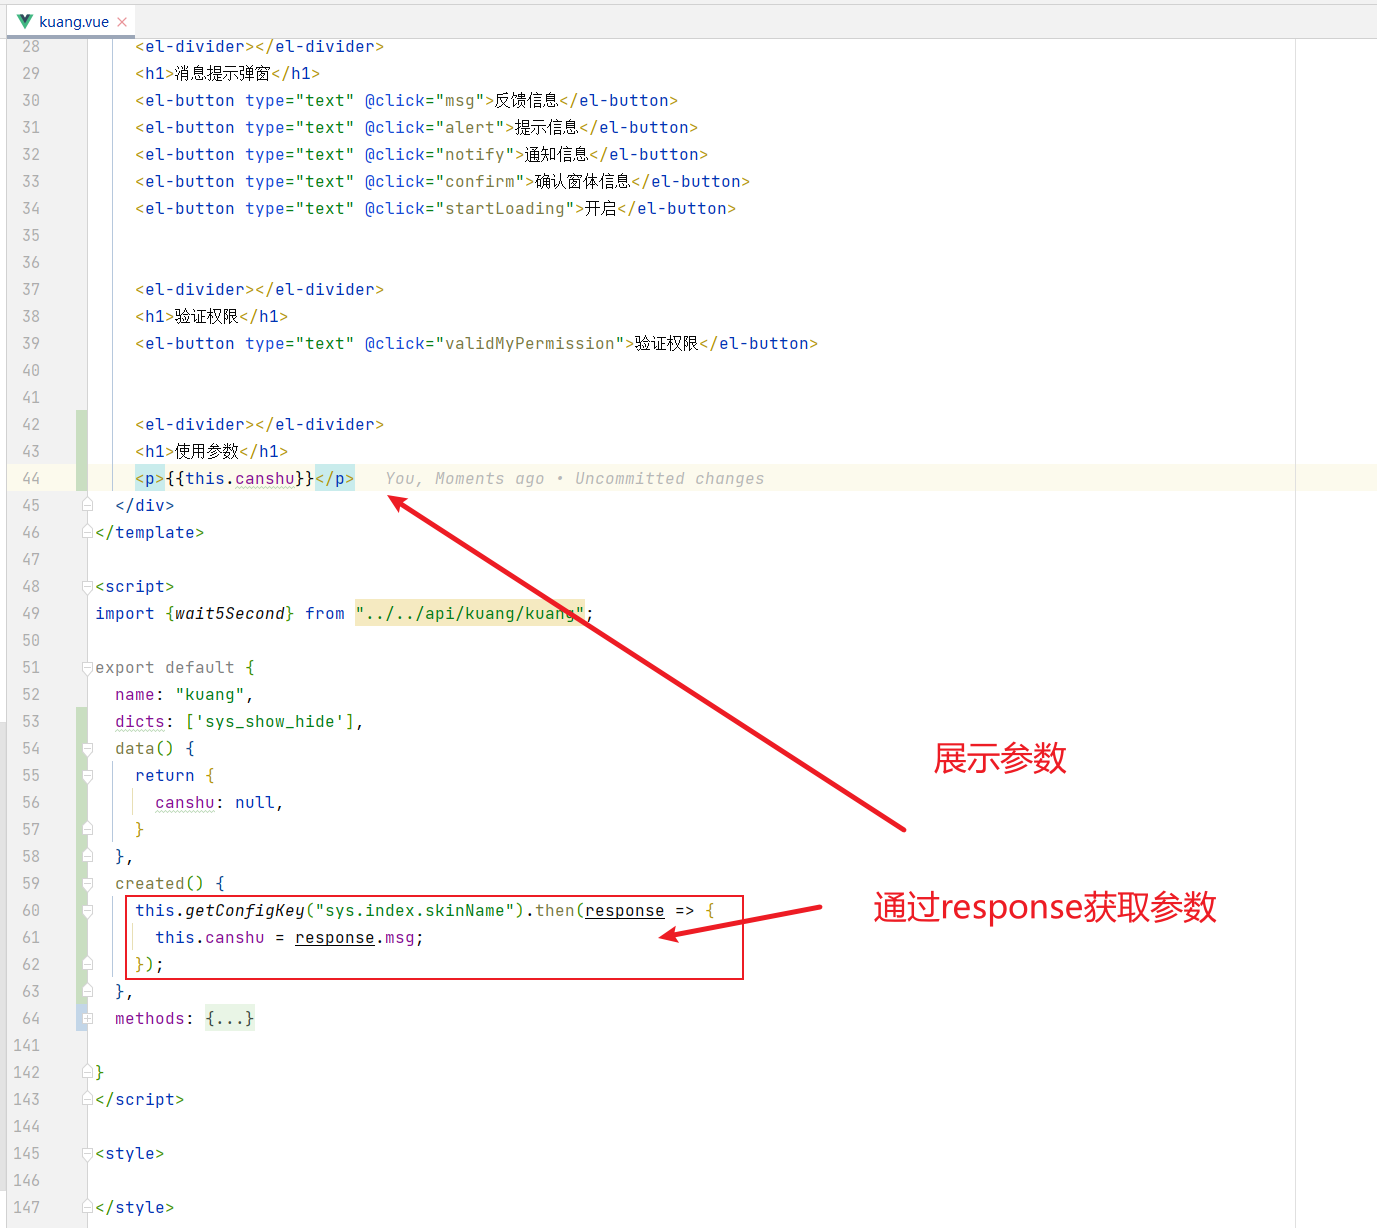 kuang.vue
28 <el-divider></el-divider>
29 <h1>消息提示弹窗</h1>
30 <el-button type="text" @click="msg">反馈信息</el-button>
31 <el-button type="text" @click="alert">提示信息</el-button>
32 <el-button type="text" @click="notify">通知信息</el-button>
33 <el-button type="text" @click="confirm">确认窗体信息</el-button>
34 <el-button type="text" @click="startLoading">开启</el-button>
35
36
37 <el-divider></el-divider>
38 <h1>验证权限</h1>
39 <el-button type="text" @click="validMyPermission">验证权限</el-button>
40
41
42 <el-divider></el-divider>
43 <h1>使用参数</h1>
44 <p>{{this.canshu}}</p> You, Moments ago • Uncommitted changes
45 </div>
46 </template>
47
48 <script>
49 import {wait5Second} from "../../api/kuang/kuang";
50
51 export default {
52 name: "kuang",
53 dicts: ['sys_show_hide'],
54 data() {
展示参数
55 return {
56 canshu: null,
57 }
58 },
59 created() {
60 this.getConfigKey("sys.index.skinName").then(response => {
通过response获取参数
61 this.canshu = response.msg;
62 });
63 },
64 methods: {...}
141
142 }
143 </script>
144
145 <style>
146
147 </style>